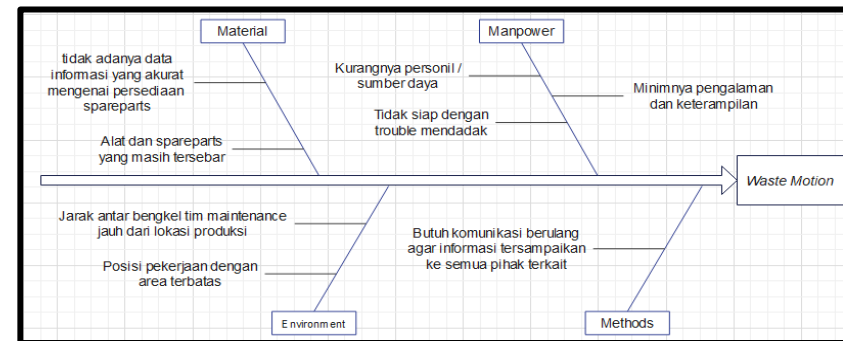 Material
Manpower
tidak adanya data
informasi yang akurat
mengenai persediaan
spareparts
Alat dan spareparts
yang masih tersebar
Kurangnya personil /
sumber daya
Tidak siap dengan
trouble mendadak
Minimnya pengalaman
dan keterampilan
Waste Motion
Jarak antar bengkel tim maintenance
jauh dari lokasi produksi
Posisi pekerjaan dengan
area terbatas
Butuh komunikasi berulang
agar informasi tersampaikan
ke semua pihak terkait
Environment
Methods